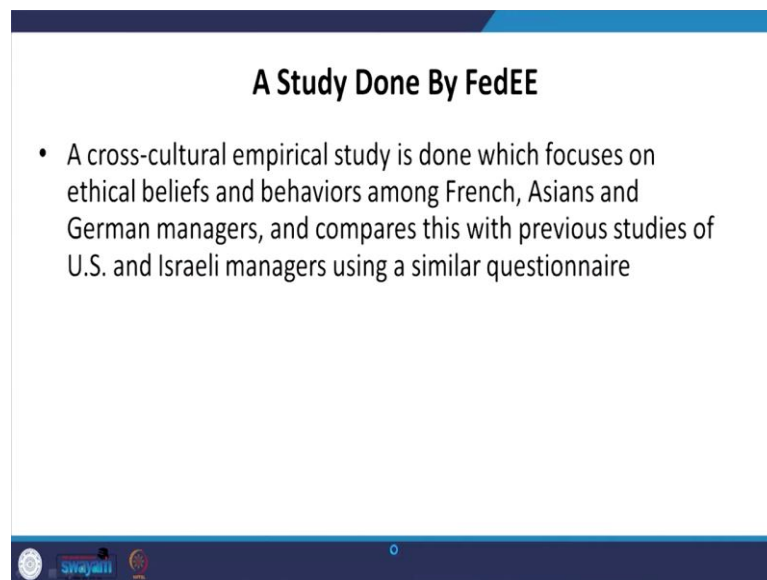 A Study Done By FedEE
• A cross-cultural empirical study is done which focuses on
ethical beliefs and behaviors among French, Asians and
German managers, and compares this with previous studies of
U.S. and Israeli managers using a similar questionnaire
swayam